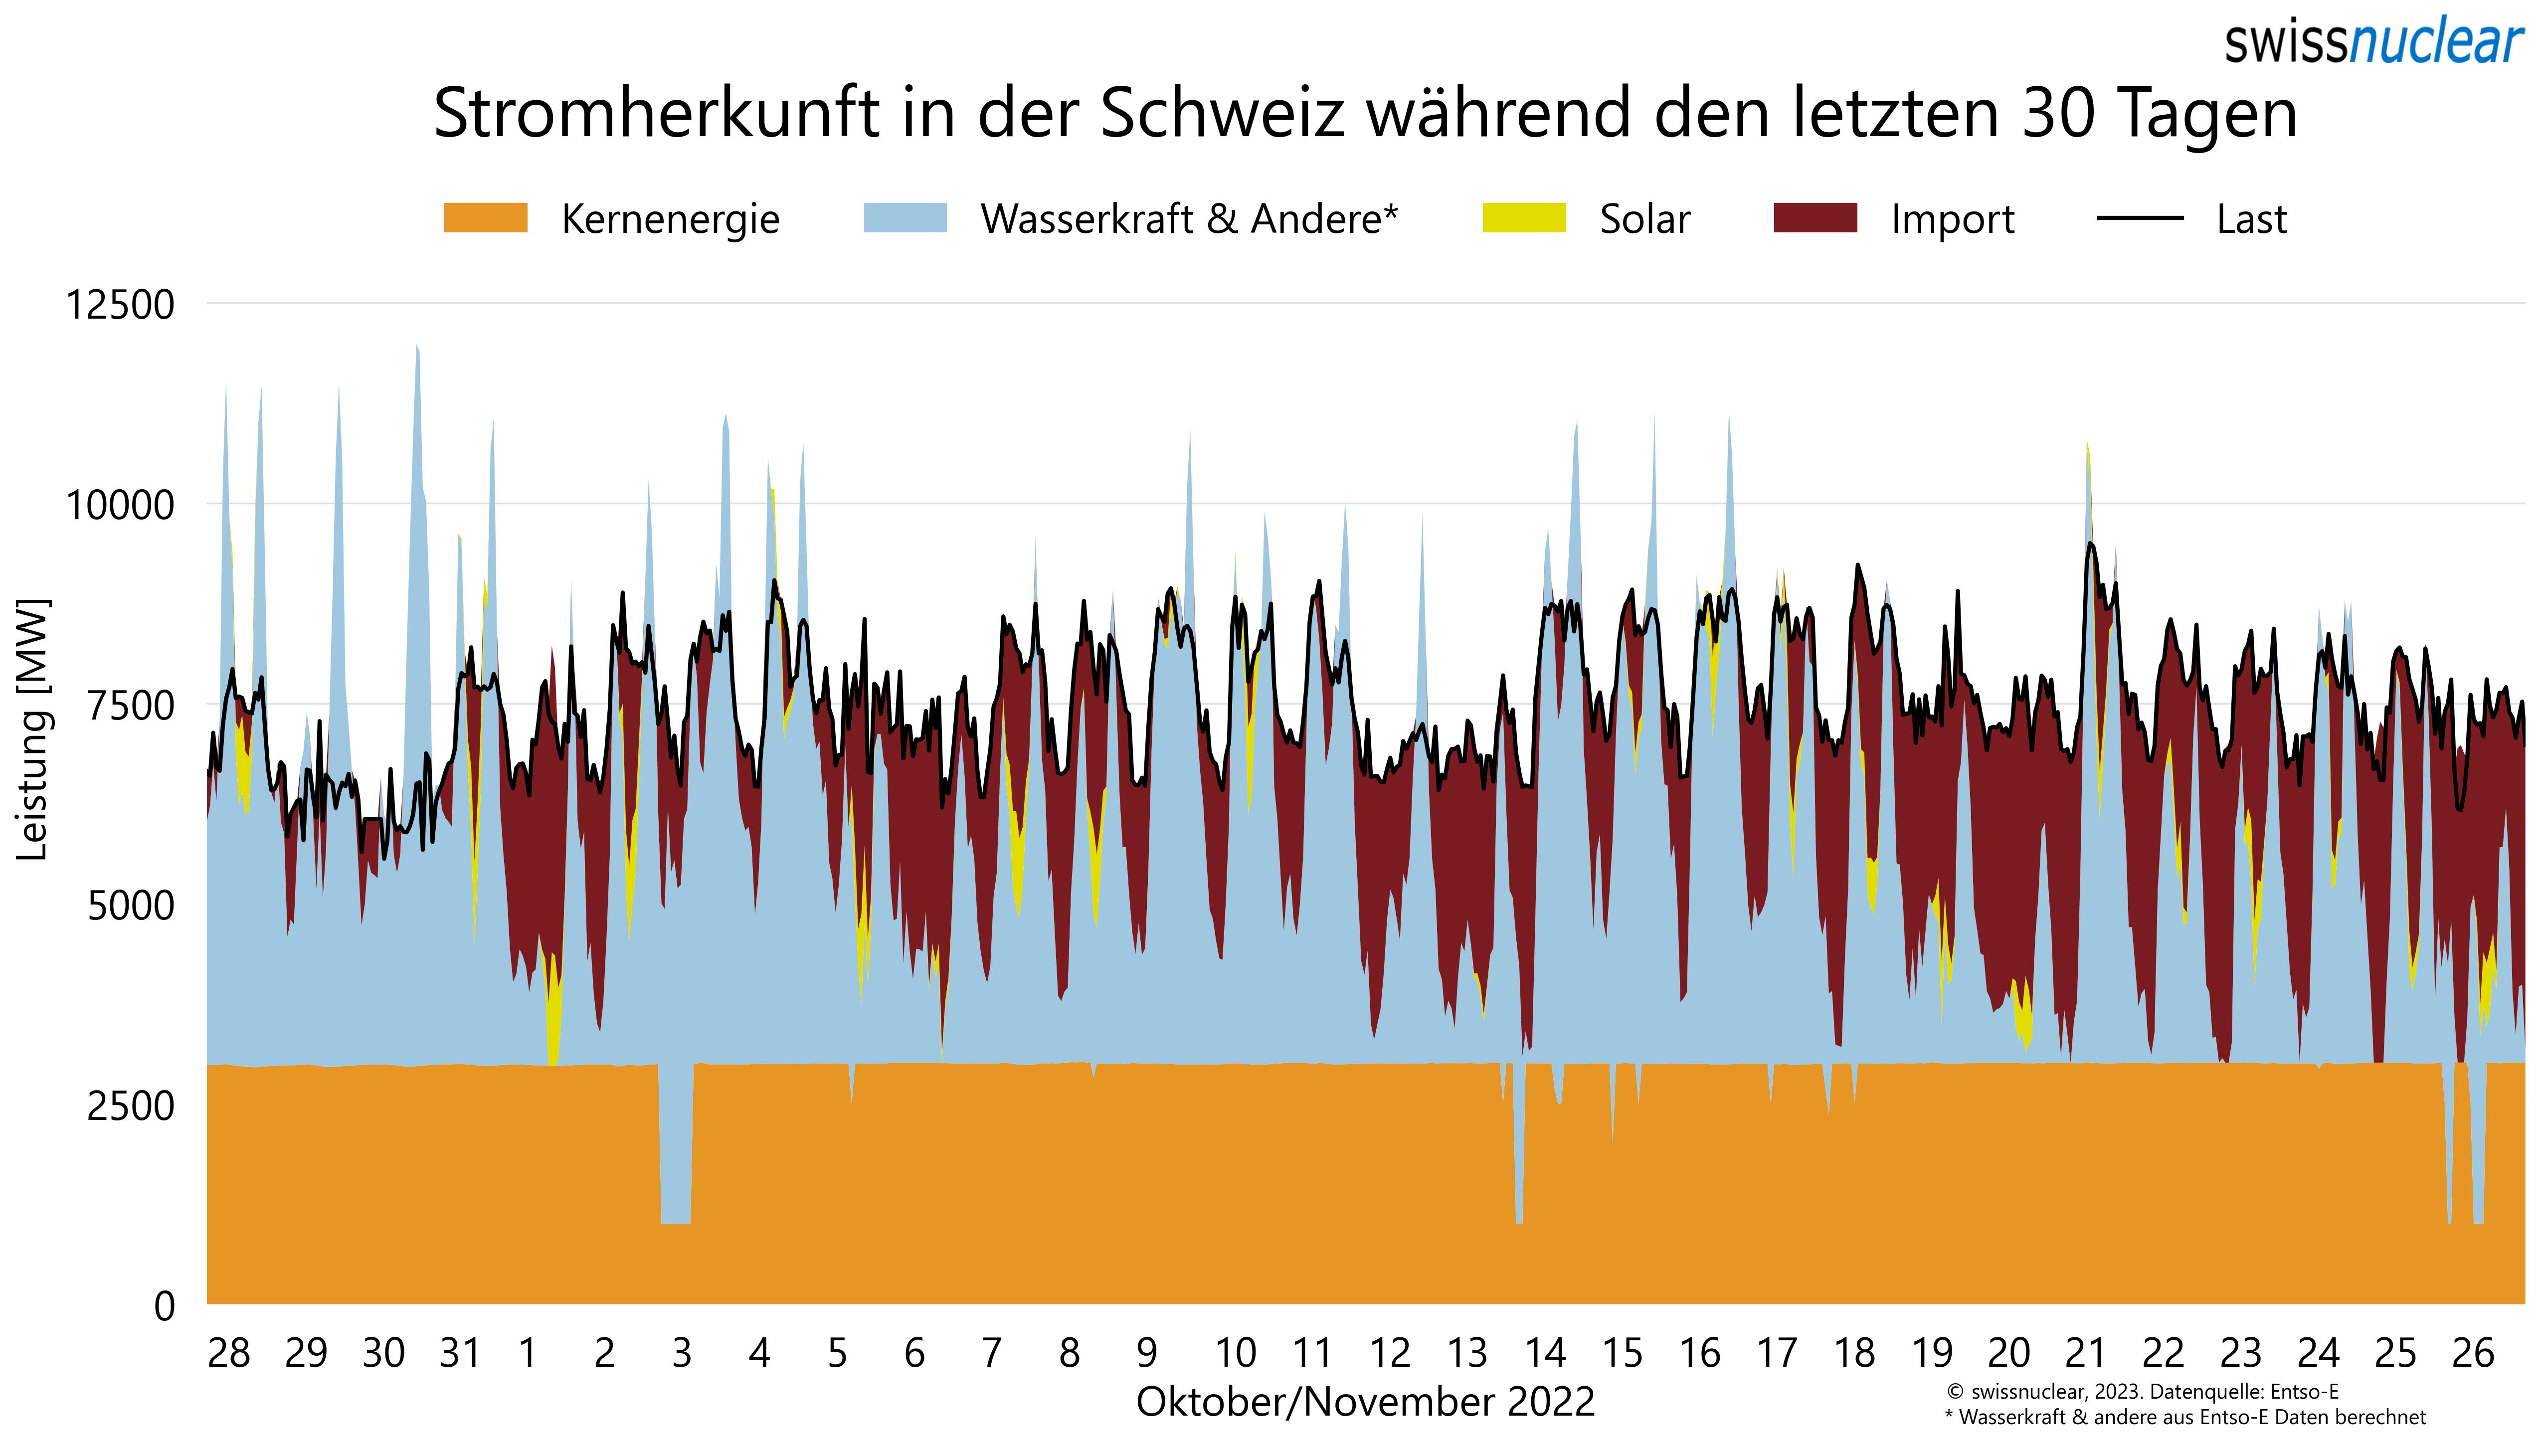 swissnuclear
Stromherkunft in der Schweiz während den letzten 30 Tagen
Kernenergie Wasserkraft & Andere* Solar Import Last
12500
10000
7500
5000
2500
0
Leistung [MW]
28 29 30 31 1 2 3 4 5 6 7 8 9 10 11 12 13 14 15 16 17 18 19 20 21 22 23 24 25 26
Oktober/November 2022
© swissnuclear, 2023. Datenquelle: Entso-E
* Wasserkraft & andere aus Entso-E Daten berechnet